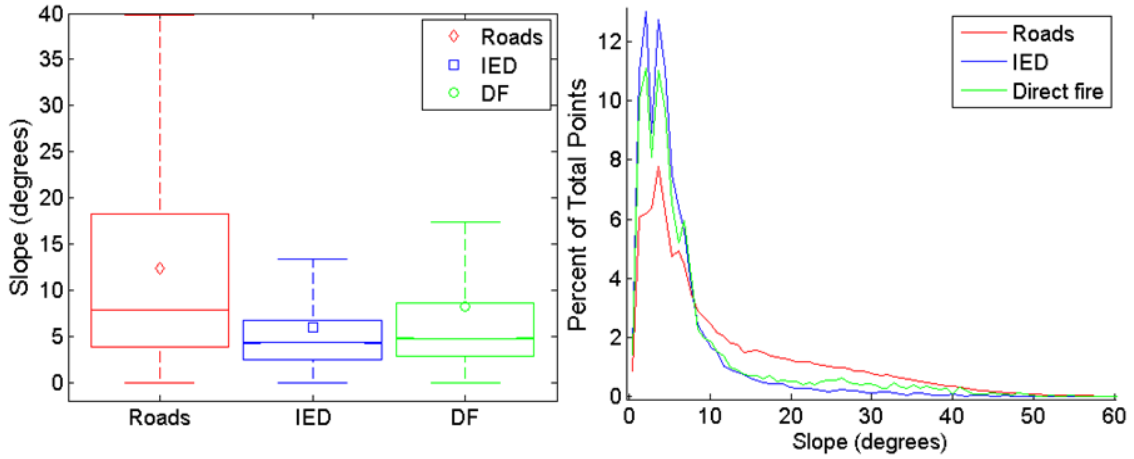 40
35
30
25
20
15
10
5
0
Slope (degrees)
Roads
IED
DF
Roads
IED
DF
12
10
8
6
4
2
0
Percent of Total Points
Roads
IED
Direct fire
0
10
20
30
40
50
60
Slope (degrees)